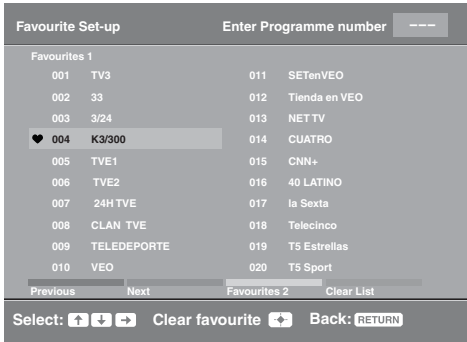 Favourite Set-up Enter Programme number ---
Favourites 1
001 TV3 011 SETenVEO
002 33 012 Tienda en VEO
003 3/24 013 NET TV
004 K3/300 014 CUATRO
005 TVE1 015 CNN+
006 TVE2 016 40 LATINO
007 24H TVE 017 la Sexta
008 CLAN TVE 018 Telecinco
009 TELEDEPORTE 019 T5 Estrellas
010 VEO 020 T5 Sport
Previous Next Favourites 2 Clear List
Select: Clear favourite Back: RETURN